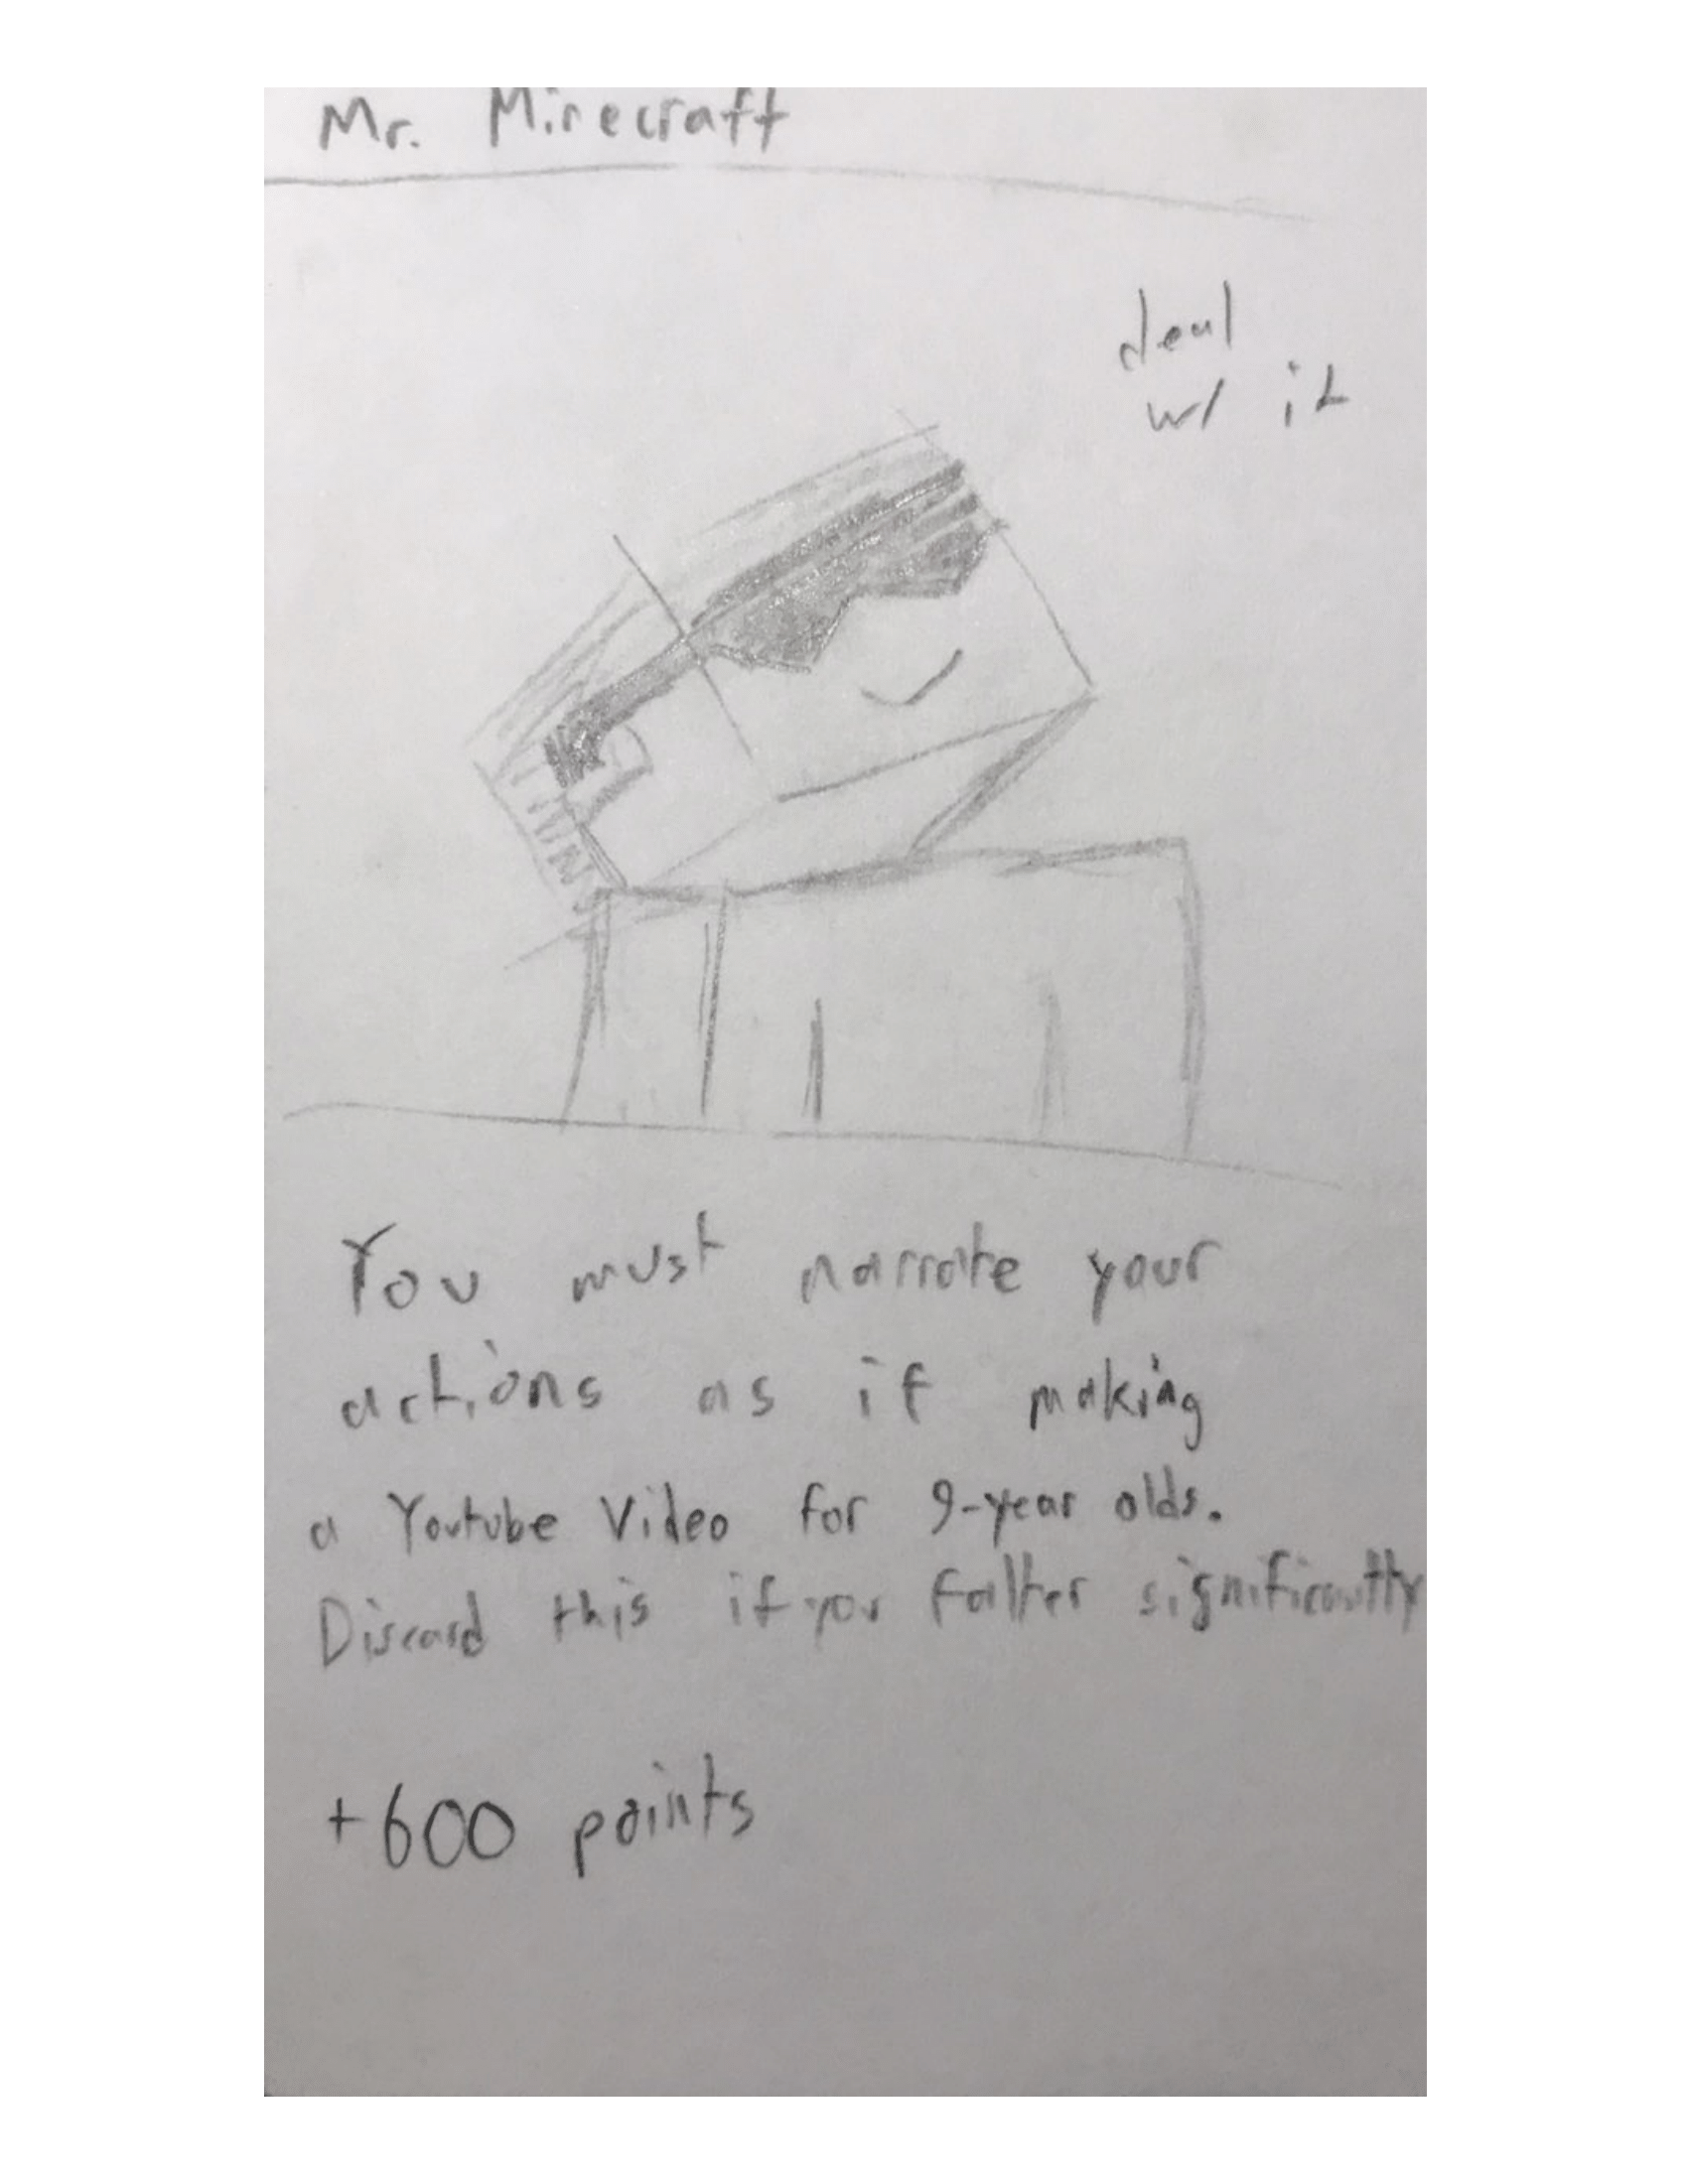 Mr. Minecraft
deal
w/ it
You must narrate your
actions as if making
a Youtube Video for 9-year olds.
Discard this if you falter significantly
+600 points